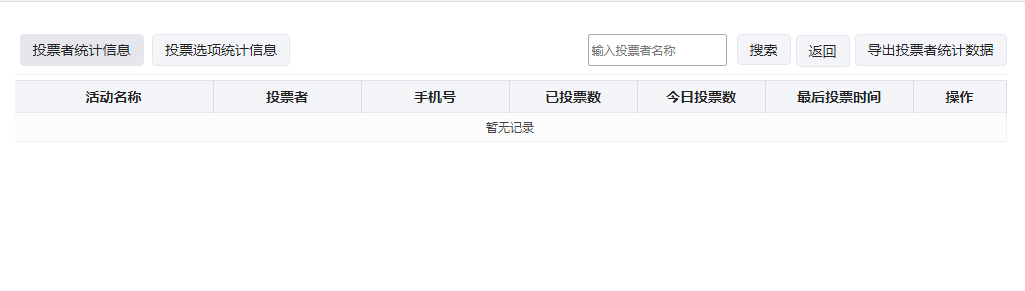 投票者统计信息 投票选项统计信息 输入投票者名称 搜索 返回 导出投票者统计数据
活动名称 投票者 手机号 已投票数 今日投票数 最后投票时间 操作
暂无记录